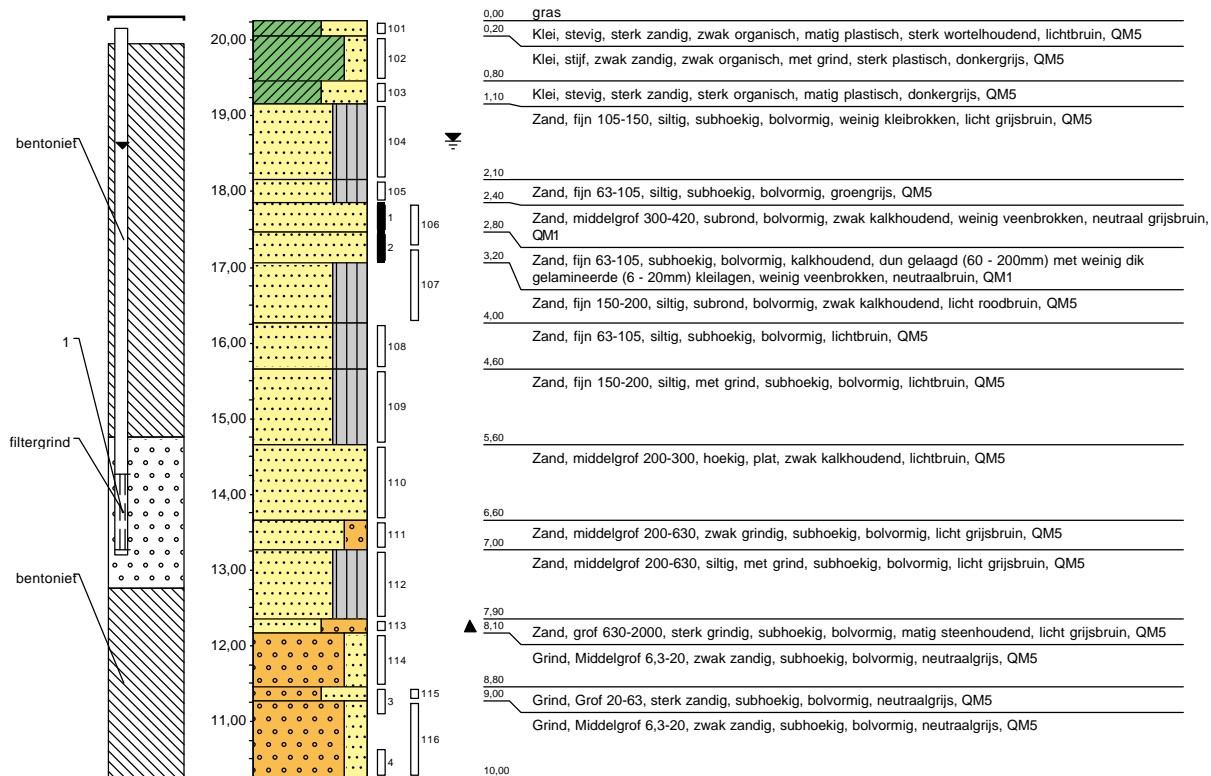 0,00 gras
0,20 Klei, stevig, sterk zandig, zwak organisch, matig plastisch, sterk wortelhoudend, lichtbruin, QM5
Klei, stijf, zwak zandig, zwak organisch, met grind, sterk plastisch, donkergrijs, QM5
0,80
1,10 Klei, stevig, sterk zandig, sterk organisch, matig plastisch, donkergrijs, QM5
Zand, fijn 105-150, siltig, subhoekig, bolvormig, weinig kleibrokken, licht grijsbruin, QM5
2,10
Zand, fijn 63-105, siltig, subhoekig, bolvormig, groengrijs, QM5
2,40
Zand, middelgrof 300-420, subrond, bolvormig, zwak kalkhoudend, weinig veenbrokken, neutraal grijsbruin,
2,80 QM1
Zand, fijn 63-105, subhoekig, bolvormig, kalkhoudend, dun gelaagd (60 - 200mm) met weinig dik
3,20 gelamineerde (6 - 20mm) kleilagen, weinig veenbrokken, neutraalbruin, QM1
Zand, fijn 150-200, siltig, subrond, bolvormig, zwak kalkhoudend, licht roodbruin, QM5
4,00
Zand, fijn 63-105, siltig, subhoekig, bolvormig, lichtbruin, QM5
4,60
Zand, fijn 150-200, siltig, met grind, subhoekig, bolvormig, lichtbruin, QM5
5,60
Zand, middelgrof 200-300, hoekig, plat, zwak kalkhoudend, lichtbruin, QM5
6,60
Zand, middelgrof 200-630, zwak grindig, subhoekig, bolvormig, licht grijsbruin, QM5
7,00
Zand, middelgrof 200-630, siltig, met grind, subhoekig, bolvormig, licht grijsbruin, QM5
7,90
8,10 Zand, grof 630-2000, sterk grindig, subhoekig, bolvormig, matig steenhoudend, licht grijsbruin, QM5
Grind, Middelgrof 6,3-20, zwak zandig, subhoekig, bolvormig, neutraalgrijs, QM5
8,80
9,00 Grind, Grof 20-63, sterk zandig, subhoekig, bolvormig, neutraalgrijs, QM5
Grind, Middelgrof 6,3-20, zwak zandig, subhoekig, bolvormig, neutraalgrijs, QM5
10,00
bentoniet
1
filtergrind
bentoniet
20,00
19,00
18,00
17,00
16,00
15,00
14,00
13,00
12,00
11,00
101
102
103
104
105
1
106
2
107
108
109
110
111
112
113
114
3
115
116
4